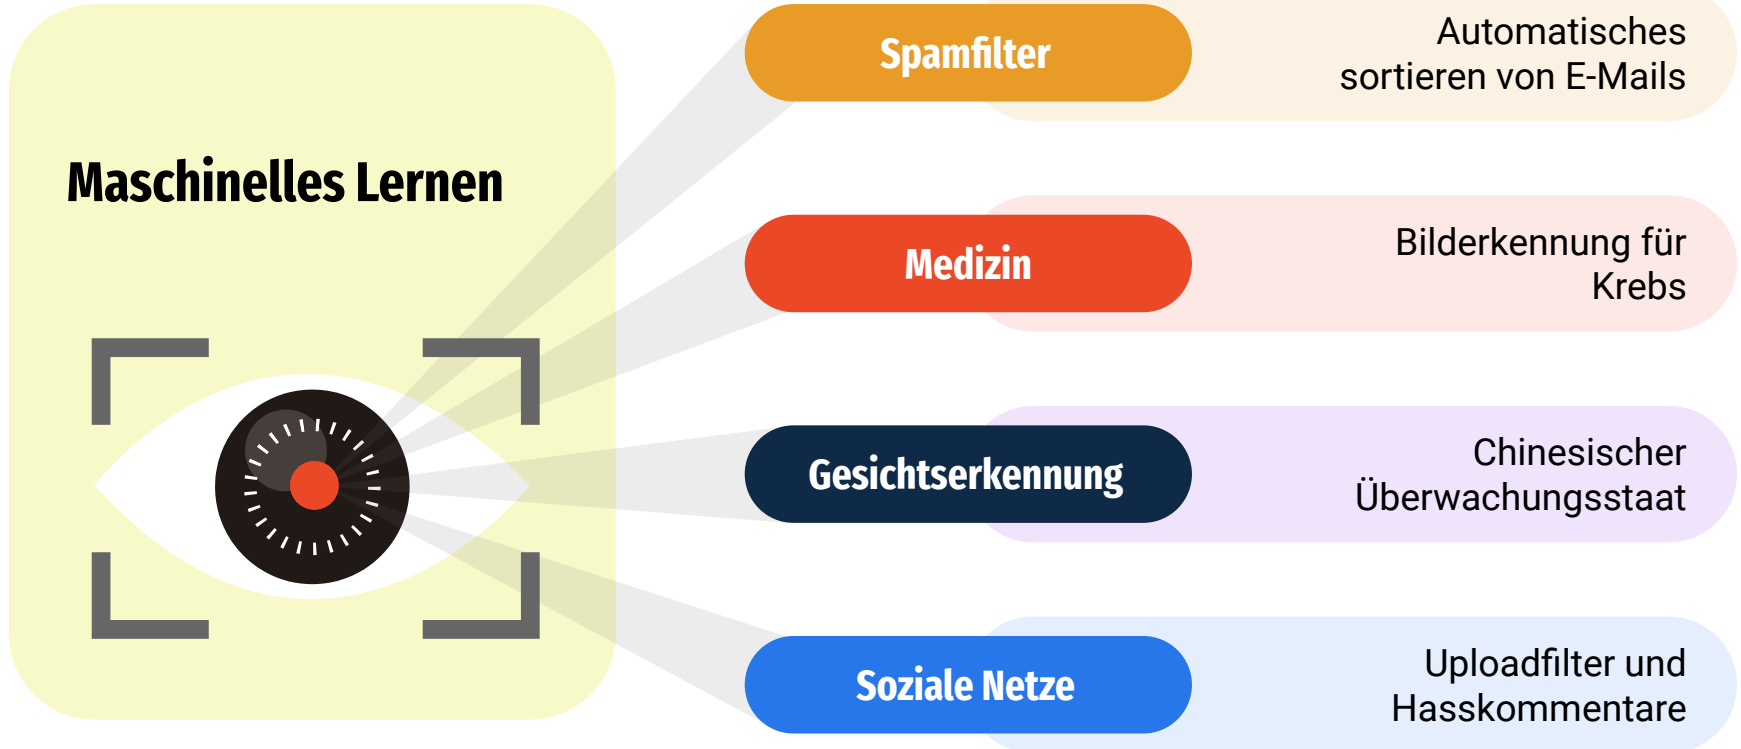 Maschinelles Lernen
Spamfilter
Automatisches
sortieren von E-Mails
Medizin
Bilderkennung für
Krebs
Gesichtserkennung
Chinesischer
Überwachungsstaat
Soziale Netze
Uploadfilter und
Hasskommentare